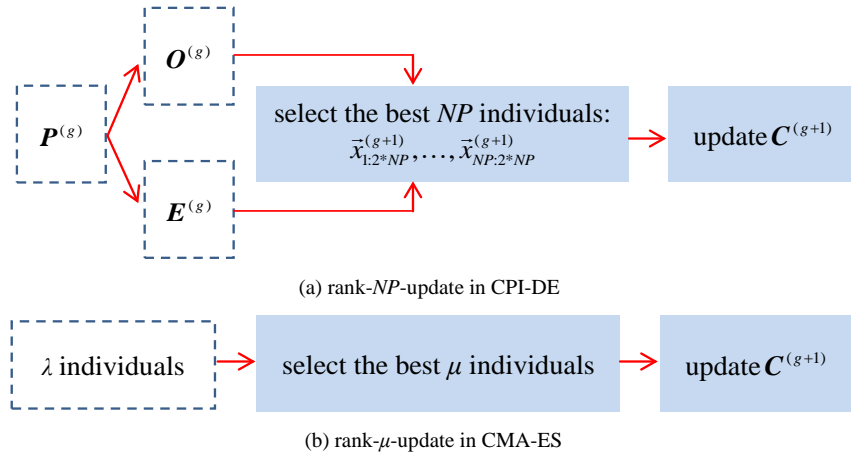 O^(g)
P^(g)
select the best NP individuals:
x⃗_{1:2*NP}^{(g+1)},…,x⃗_{NP:2*NP}^{(g+1)}
update C^(g+1)
E^(g)
(a) rank-NP-update in CPI-DE
λ individuals
select the best μ individuals
update C^(g+1)
(b) rank-μ-update in CMA-ES